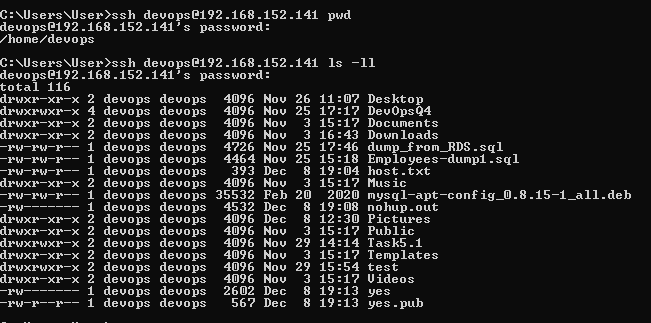 C:\Users\User>ssh devops@192.168.152.141 pwd
devops@192.168.152.141's password:
/home/devops
C:\Users\User>ssh devops@192.168.152.141 ls -ll
devops@192.168.152.141's password:
total 116
drwxr-xr-x 2 devops devops  4096 Nov 26 11:07 Desktop
drwxrwxr-x 4 devops devops  4096 Nov 25 17:17 DevOpsQ4
drwxr-xr-x 2 devops devops  4096 Nov  3 15:17 Documents
drwxr-xr-x 2 devops devops  4096 Nov  3 16:43 Downloads
-rw-rw-r-- 1 devops devops  4726 Nov 25 17:46 dump_from_RDS.sql
-rw-rw-r-- 1 devops devops  4464 Nov 25 15:18 Employees-dump1.sql
-rw-rw-r-- 1 devops devops   393 Dec  8 19:04 host.txt
drwxr-xr-x 2 devops devops  4096 Nov  3 15:17 Music
-rw-rw-r-- 1 devops devops 35532 Feb 20  2020 mysql-apt-config_0.8.15-1_all.deb
-rw------- 1 devops devops  4532 Dec  8 19:08 nohup.out
drwxr-xr-x 2 devops devops  4096 Dec  8 12:30 Pictures
drwxr-xr-x 2 devops devops  4096 Nov  3 15:17 Public
drwxrwxr-x 2 devops devops  4096 Nov 29 14:14 Task5.1
drwxr-xr-x 2 devops devops  4096 Nov  3 15:17 Templates
drwxrwxr-x 2 devops devops  4096 Nov 29 15:54 test
drwxr-xr-x 2 devops devops  4096 Nov  3 15:17 Videos
-rw------- 1 devops devops  2602 Dec  8 19:13 yes
-rw-r--r-- 1 devops devops   567 Dec  8 19:13 yes.pub